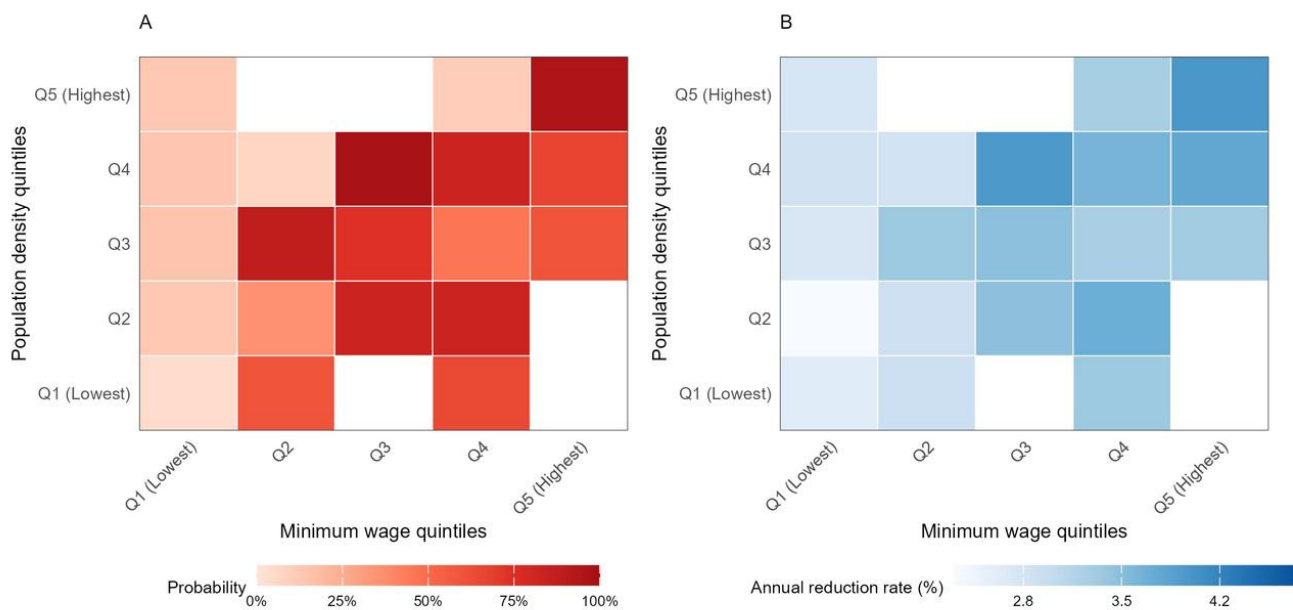 A
Population density quintiles
Q5 (Highest)
Q4
Q3
Q2
Q1 (Lowest)
Q1 (Lowest)
Q2
Q3
Q4
Q5 (Highest)
Minimum wage quintiles
Probability
0% 25% 50% 75% 100%
B
Population density quintiles
Q5 (Highest)
Q4
Q3
Q2
Q1 (Lowest)
Q1 (Lowest)
Q2
Q3
Q4
Q5 (Highest)
Minimum wage quintiles
Annual reduction rate (%)
2.8 3.5 4.2